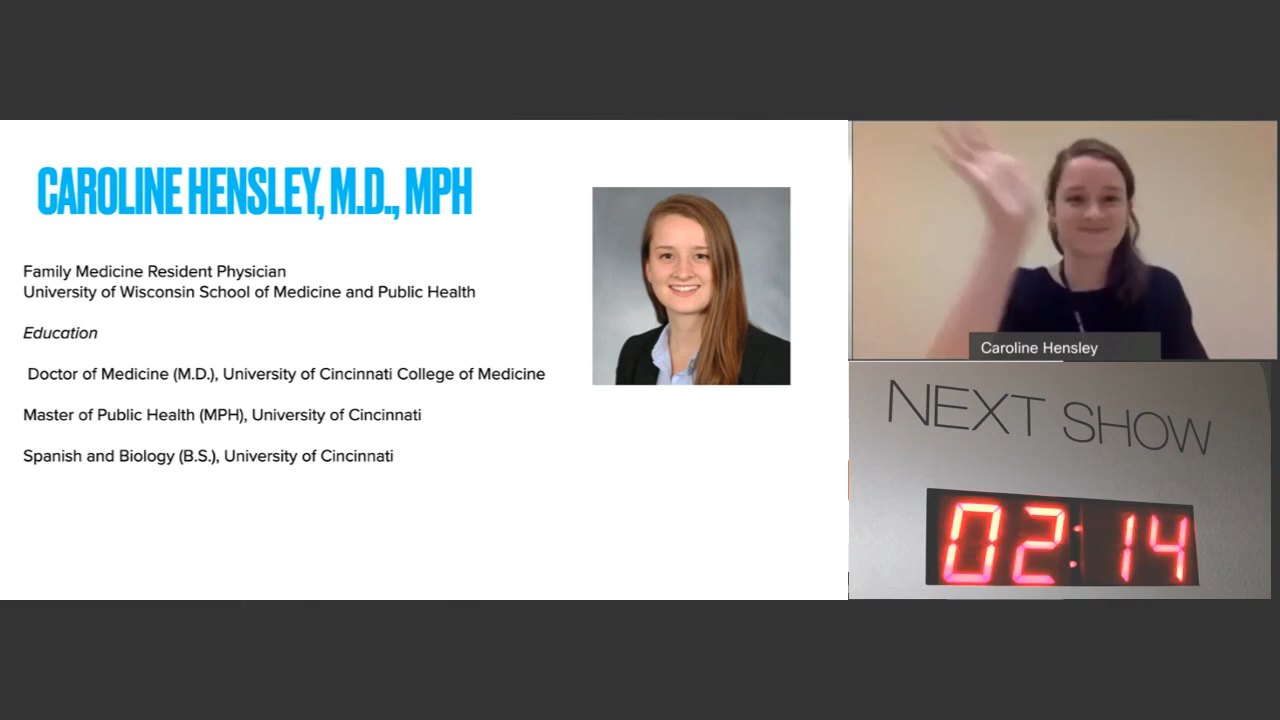 CAROLINE HENSLEY, M.D., MPH
Family Medicine Resident Physician
University of Wisconsin School of Medicine and Public Health
Education
Doctor of Medicine (M.D.), University of Cincinnati College of Medicine
Master of Public Health (MPH), University of Cincinnati
Spanish and Biology (B.S.), University of Cincinnati
Caroline Hensley
NEXT SHOW
02:14